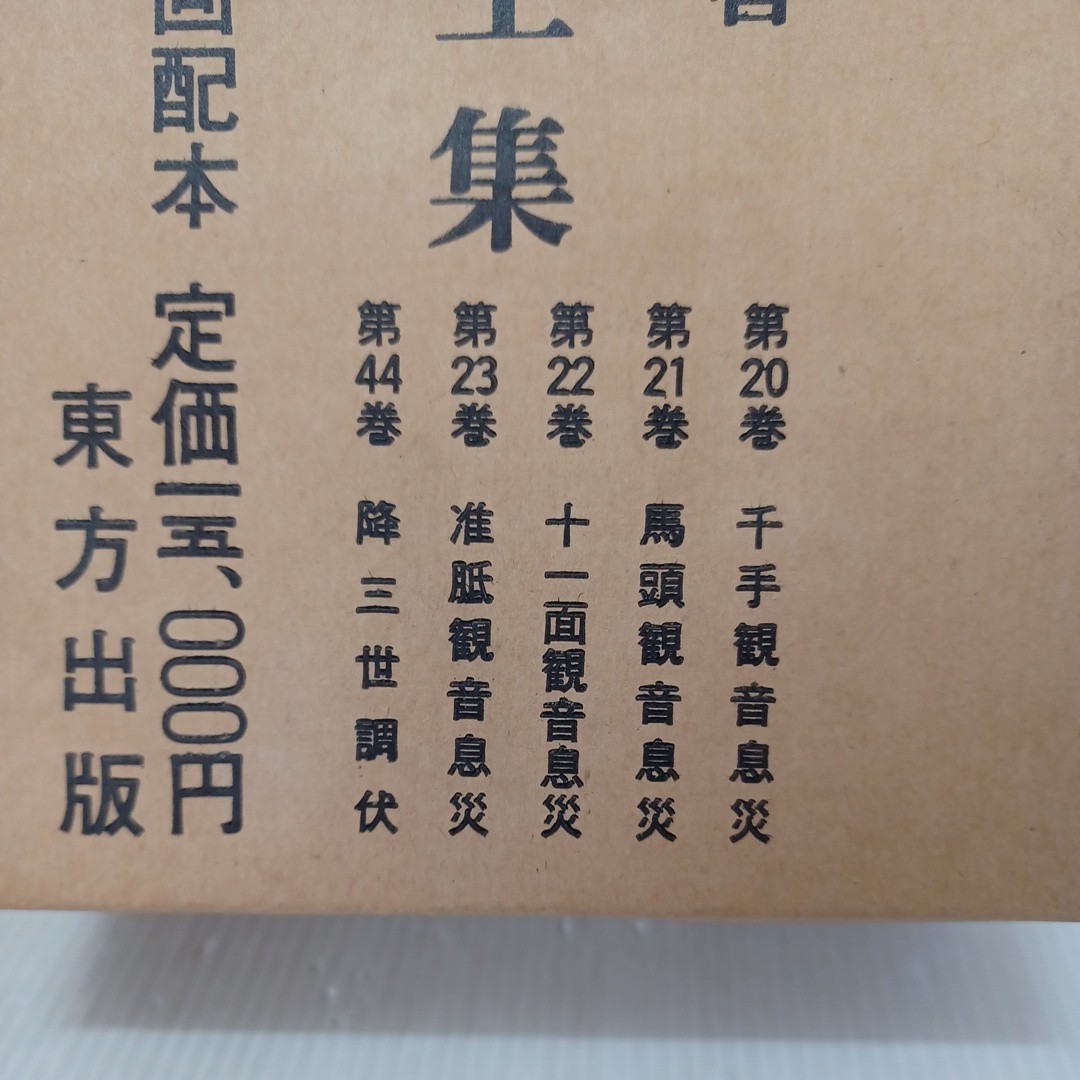 集
第20巻 千手観音息災
第21巻 馬頭観音息災
第22巻 十一面観音息災
第23巻 准胝観音息災
第44巻 降三世調伏
回配本 定価一五、〇〇〇円
東方出版